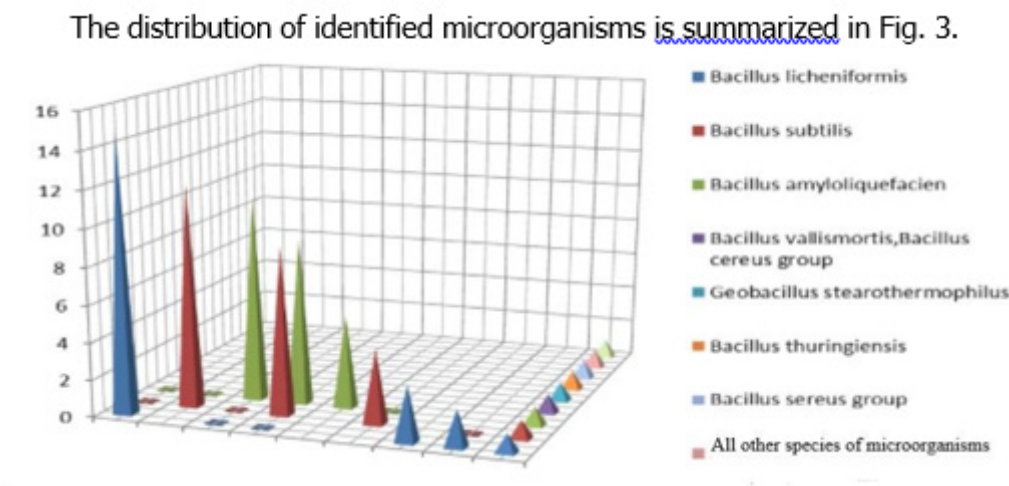 The distribution of identified microorganisms is summarized in Fig. 3.
16
14
12
10
8
6
4
2
0
Bacillus licheniformis
Bacillus subtilis
Bacillus amyloliquefacien
Bacillus vallismortis,Bacillus
cereus group
Geobacillus stearothermophilus
Bacillus thuringiensis
Bacillus sereus group
All other species of microorganisms